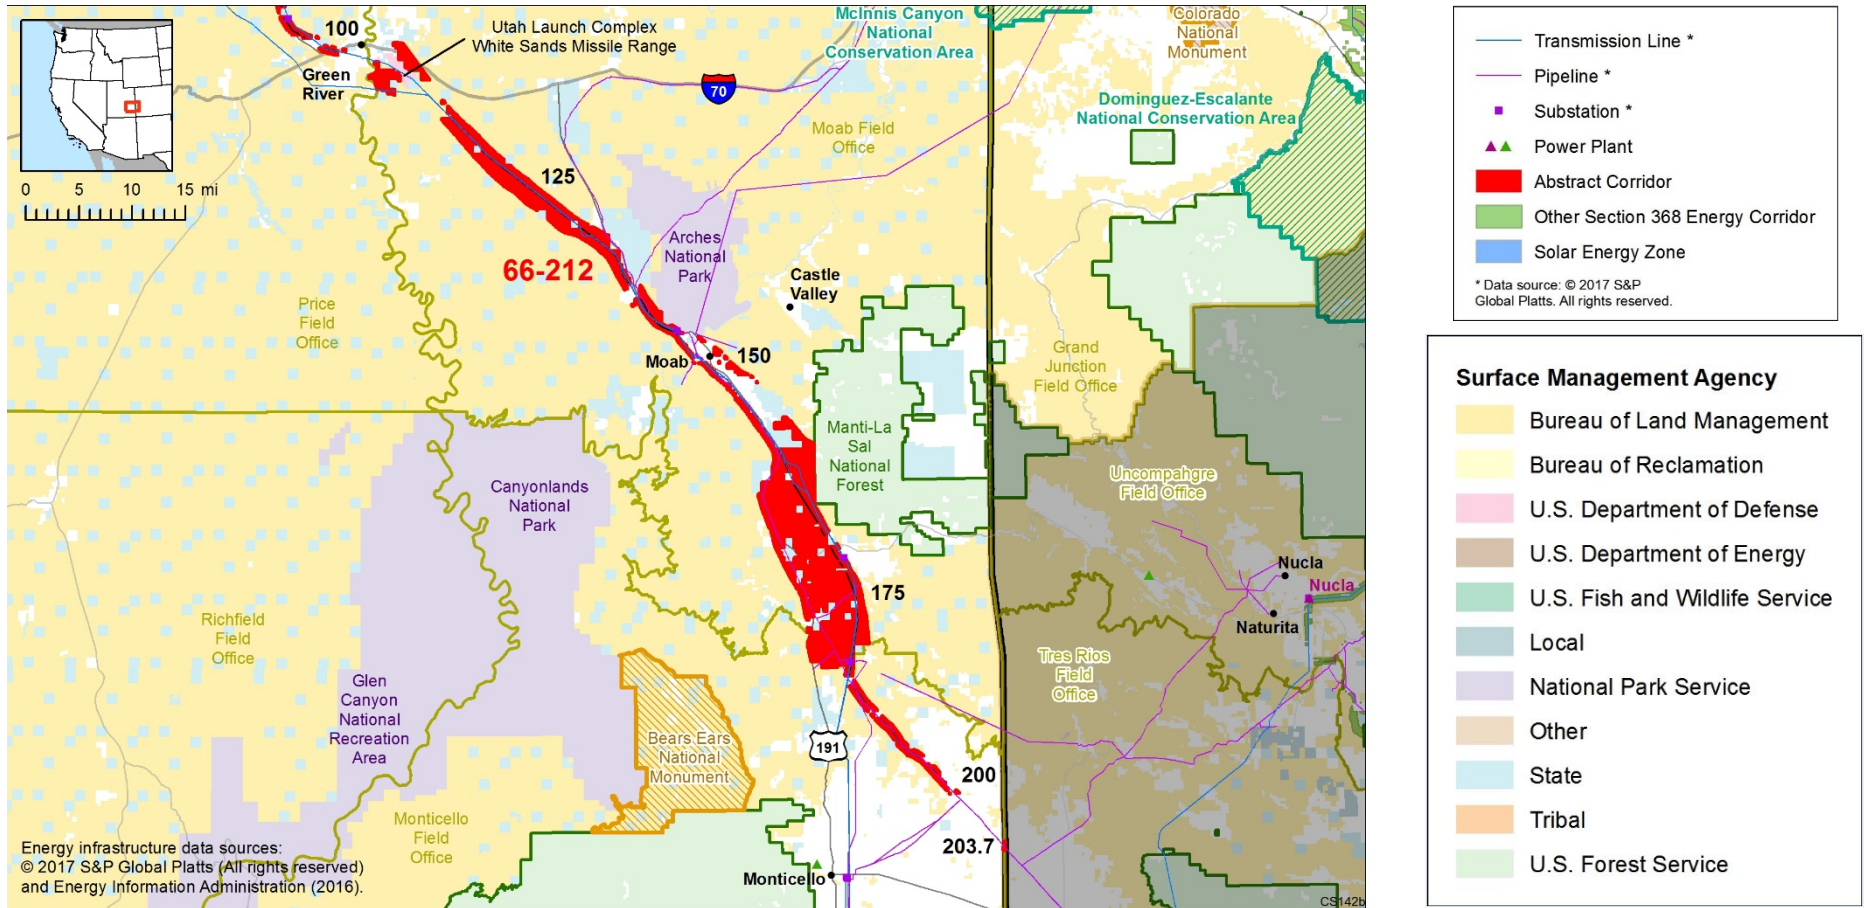 100
Utah Launch Complex
White Sands Missile Range
Green
River
0 5 10 15 mi
McInnis Canyon
National
Conservation Area
Colorado
National
Monument
70
Dominguez-Escalante
National Conservation Area
Moab Field
Office
125
Arches
National
Park
66-212
Castle
Valley
Price
Field
Office
Moab
150
Grand
Junction
Field Office
Manti-La
Sal
National
Forest
Canyonlands
National
Park
Uncompahgre
Field Office
Nucla
Nucla
Naturita
175
Richfield
Field
Office
Tres Rios
Field
Office
Glen
Canyon
National
Recreation
Area
Bears Ears
National
Monument
191
200
Monticello
Field
Office
203.7
Monticello
Energy infrastructure data sources:
© 2017 S&P Global Platts (All rights reserved)
and Energy Information Administration (2016).
CS142b
Transmission Line *
Pipeline *
Substation *
Power Plant
Abstract Corridor
Other Section 368 Energy Corridor
Solar Energy Zone
* Data source: © 2017 S&P
Global Platts. All rights reserved.
Surface Management Agency
Bureau of Land Management
Bureau of Reclamation
U.S. Department of Defense
U.S. Department of Energy
U.S. Fish and Wildlife Service
Local
National Park Service
Other
State
Tribal
U.S. Forest Service